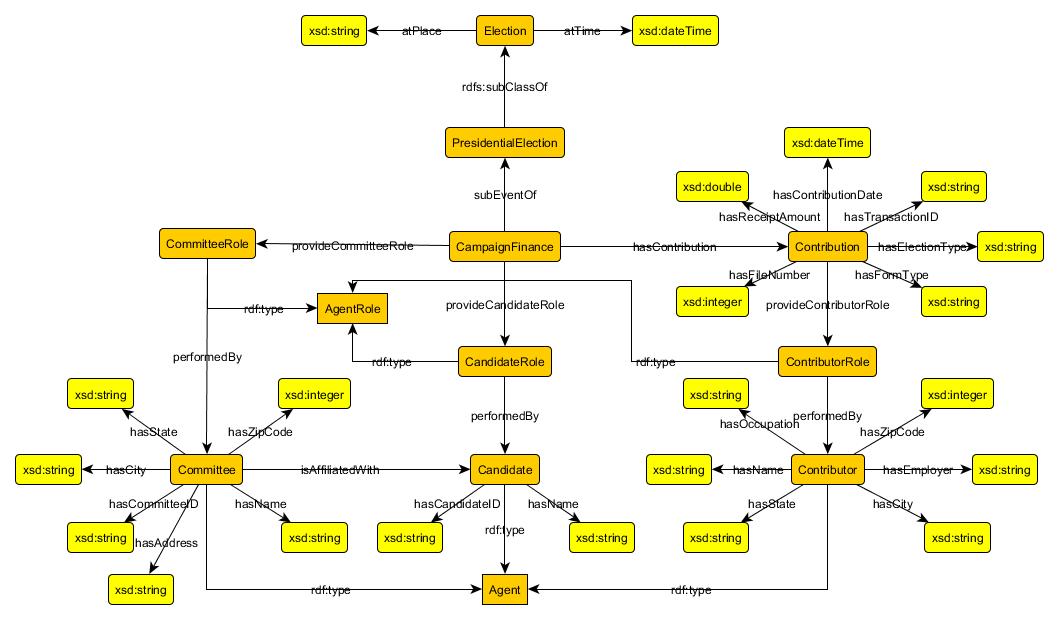 xsd:string
atPlace
Election
atTime
xsd:dateTime
rdfs:subClassOf
PresidentialElection
xsd:dateTime
xsd:double
xsd:string
subEventOf
hasContributionDate
hasReceiptAmount
hasTransactionID
CommitteeRole
provideCommitteeRole
CampaignFinance
hasContribution
Contribution
hasElectionType
xsd:string
hasFileNumber
hasFormType
xsd:integer
xsd:string
rdf:type
AgentRole
provideCandidateRole
provideContributorRole
performedBy
rdf:type
CandidateRole
rdf:type
ContributorRole
xsd:string
xsd:integer
xsd:string
xsd:integer
performedBy
performedBy
hasState
hasZipCode
hasOccupation
hasZipCode
xsd:string
hasCity
Committee
isAffiliatedWith
Candidate
xsd:string
hasName
Contributor
hasEmployer
xsd:string
hasCommitteeID
hasName
hasCandidateID
hasName
hasState
hasCity
xsd:string
hasAddress
xsd:string
xsd:string
rdf:type
xsd:string
xsd:string
xsd:string
xsd:string
rdf:type
Agent
rdf:type